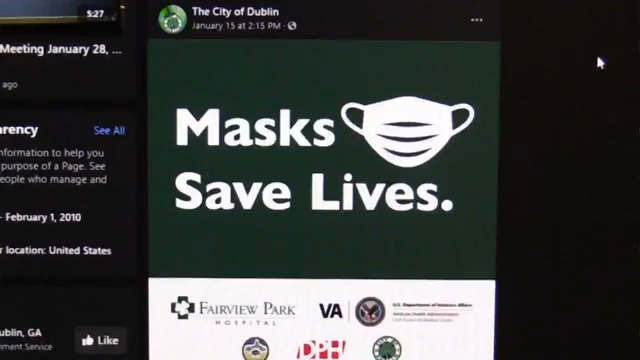 5:27
Meeting January 28, ...
ago
The City of Dublin
January 15 at 2:15 PM
Masks
Save Lives.
See All
nformation to help you
purpose of a Page. See
eople who manage and
- February 1, 2010
r location: United States
ublin, GA
nment Service
Like
FAIRVIEW PARK
HOSPITAL
VA
U.S. Department of Veterans Affairs
DPH